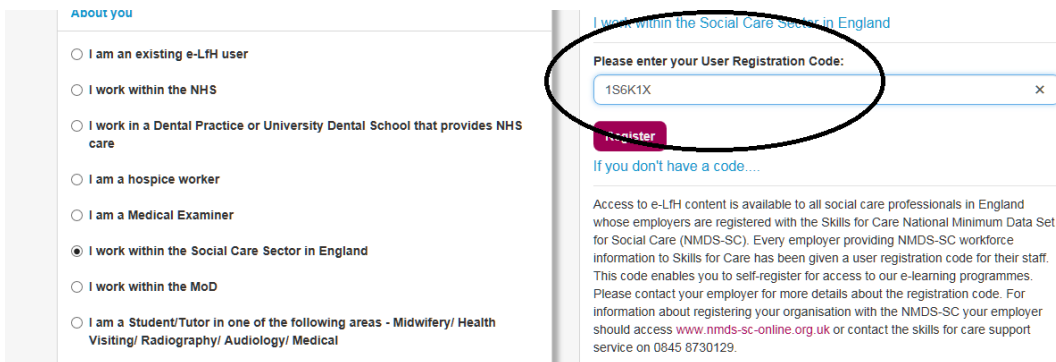 About you
I am an existing e-LfH user
I work within the NHS
I work in a Dental Practice or University Dental School that provides NHS
care
I am a hospice worker
I am a Medical Examiner
I work within the Social Care Sector in England
I work within the MoD
I am a Student/Tutor in one of the following areas - Midwifery/ Health
Visiting/ Radiography/ Audiology/ Medical
I work within the Social Care Sector in England
Please enter your User Registration Code:
1S6K1X
Register
If you don't have a code....
Access to e-LfH content is available to all social care professionals in England
whose employers are registered with the Skills for Care National Minimum Data Set
for Social Care (NMDS-SC). Every employer providing NMDS-SC workforce
information to Skills for Care has been given a user registration code for their staff.
This code enables you to self-register for access to our e-learning programmes.
Please contact your employer for more details about the registration code. For
information about registering your organisation with the NMDS-SC your employer
should access www.nmds-sc-online.org.uk or contact the skills for care support
service on 0845 8730129.